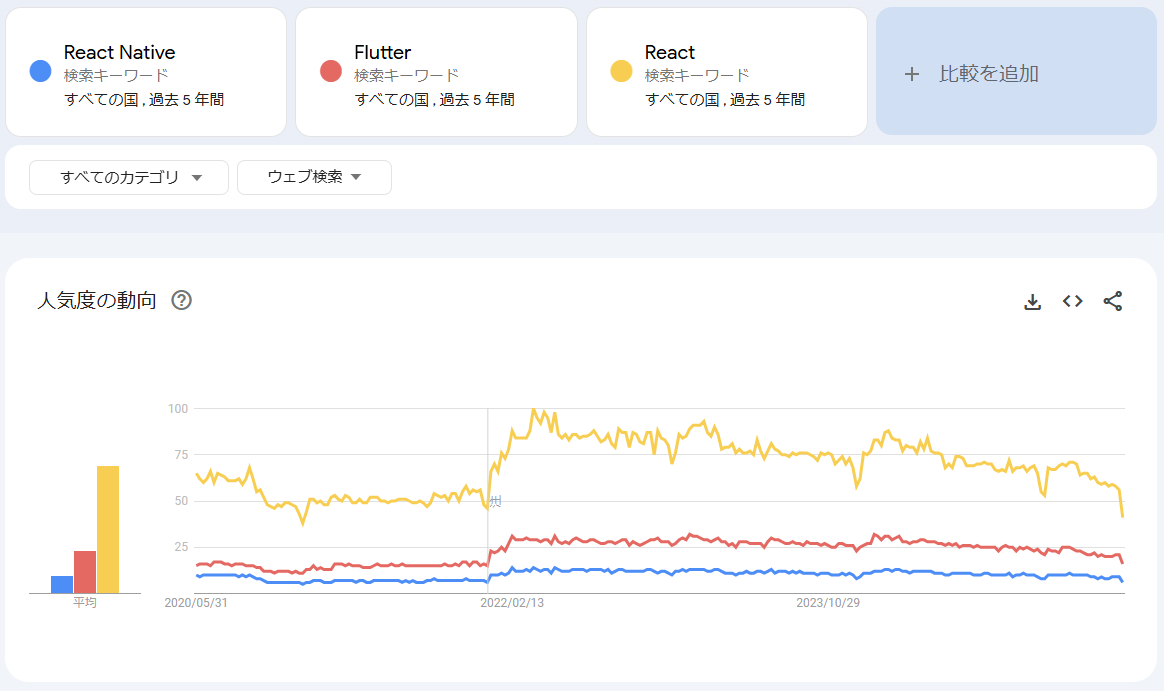 React Native
検索キーワード
すべての国 , 過去 5 年間
Flutter
検索キーワード
すべての国 , 過去 5 年間
React
検索キーワード
すべての国 , 過去 5 年間
+ 比較を追加
すべてのカテゴリ
ウェブ検索
人気度の動向 ?
100
75
50
25
平均
2020/05/31
2022/02/13
2023/10/29